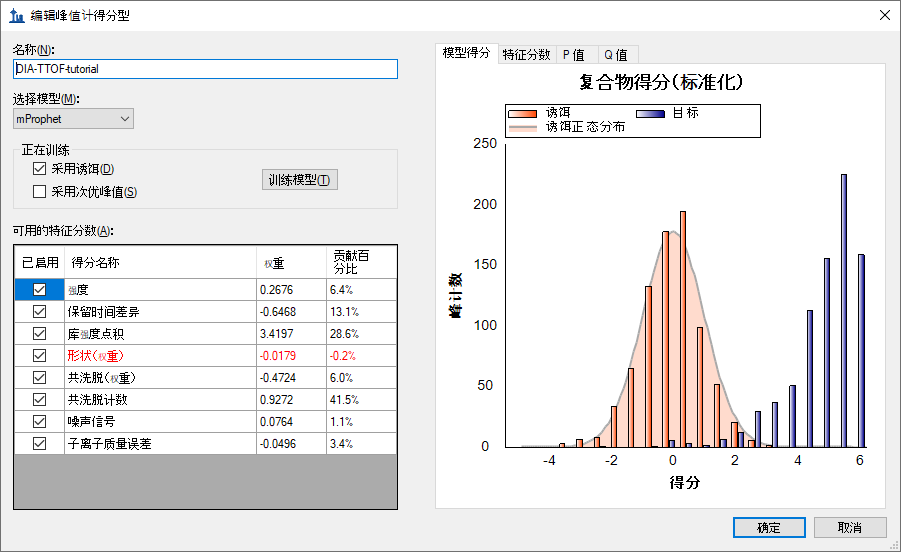 编辑峰值计得分型
名称(N):
DIA-TTOF-tutorial
选择模型(M):
mProphet
正在训练
采用诱饵(D)
采用次优峰值(S)
训练模型(T)
可用的特征分数(A):
已启用 得分名称 权重 贡献百分比
强度 0.2676 6.4%
保留时间差异 -0.6468 13.1%
库强度点积 3.4197 28.6%
形状(权重) -0.0179 -0.2%
共洗脱(权重) -0.4724 6.0%
共洗脱计数 0.9272 41.5%
噪声信号 0.0764 1.1%
子离子质量误差 -0.0496 3.4%
模型得分 特征分数 P 值 Q 值
复合物得分(标准化)
诱饵 目标
诱饵正态分布
峰计数
250
200
150
100
50
0
-4 -2 0 2 4 6
得分
确定 取消